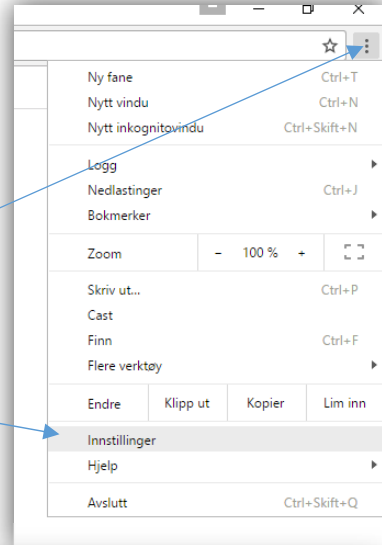 Ny fane Ctrl+T
Nytt vindu Ctrl+N
Nytt inkognitovindu Ctrl+Skift+N
Logg
Nedlastinger Ctrl+J
Bokmerker
Zoom - 100 % +
Skriv ut... Ctrl+P
Cast
Finn Ctrl+F
Flere verktøy
Endre Klipp ut Kopier Lim inn
Innstillinger
Hjelp
Avslutt Ctrl+Skift+Q